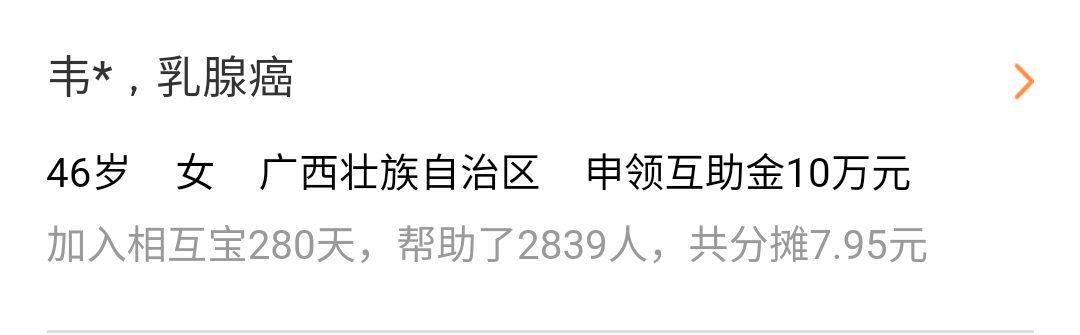 韦*，乳腺癌
46岁 女 广西壮族自治区 申领互助金10万元
加入相互宝280天，帮助了2839人，共分摊7.95元